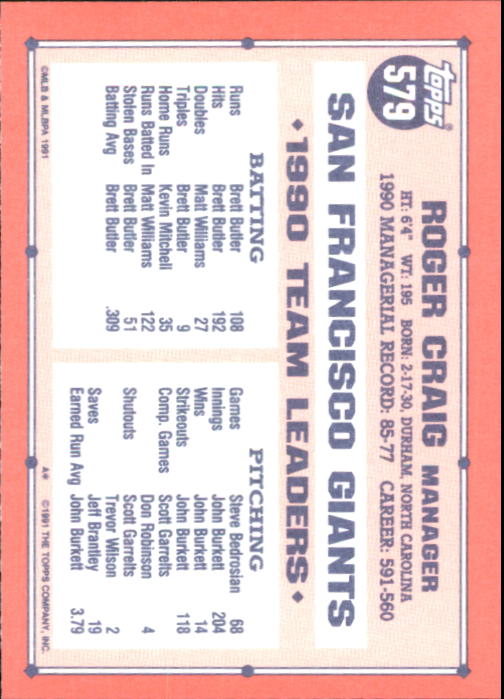 topps®
579
ROGER CRAIG MANAGER
HT: 6'4" WT: 195 BORN: 2-17-30, DURHAM, NORTH CAROLINA
1990 MANAGERIAL RECORD: 85-77 CAREER: 591-560
SAN FRANCISCO GIANTS
◆ 1990 TEAM LEADERS ◆
BATTING
Runs Brett Butler 108
Hits Brett Butler 192
Doubles Matt Williams 27
Triples Brett Butler 9
Home Runs Kevin Mitchell 35
Runs Batted In Matt Williams 122
Stolen Bases Brett Butler 51
Batting Avg Brett Butler .309
PITCHING
Games Steve Bedrosian 68
Innings John Burkett 204
Wins John Burkett 14
Strikeouts John Burkett 118
Comp. Games Scott Garrelts
Don Robinson 4
Shutouts Scott Garrelts
Trevor Wilson 2
Saves Jeff Brantley 19
Earned Run Avg John Burkett 3.79
©MLB & MLBPA 1991
A* ©1991 THE TOPPS COMPANY, INC.